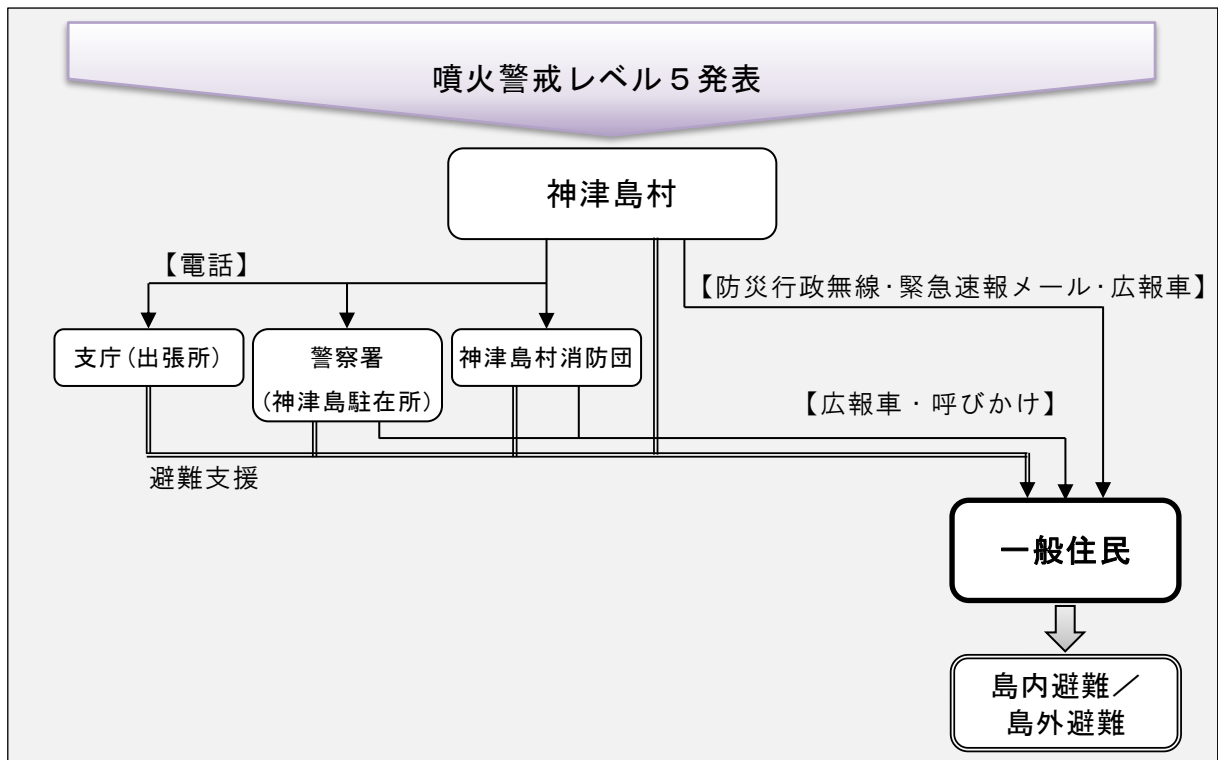 噴火警戒レベル５発表
神津島村
【電話】
【防災行政無線･緊急速報メール･広報車】
支庁(出張所)
警察署
(神津島駐在所)
神津島村消防団
【広報車・呼びかけ】
避難支援
一般住民
島内避難／
島外避難